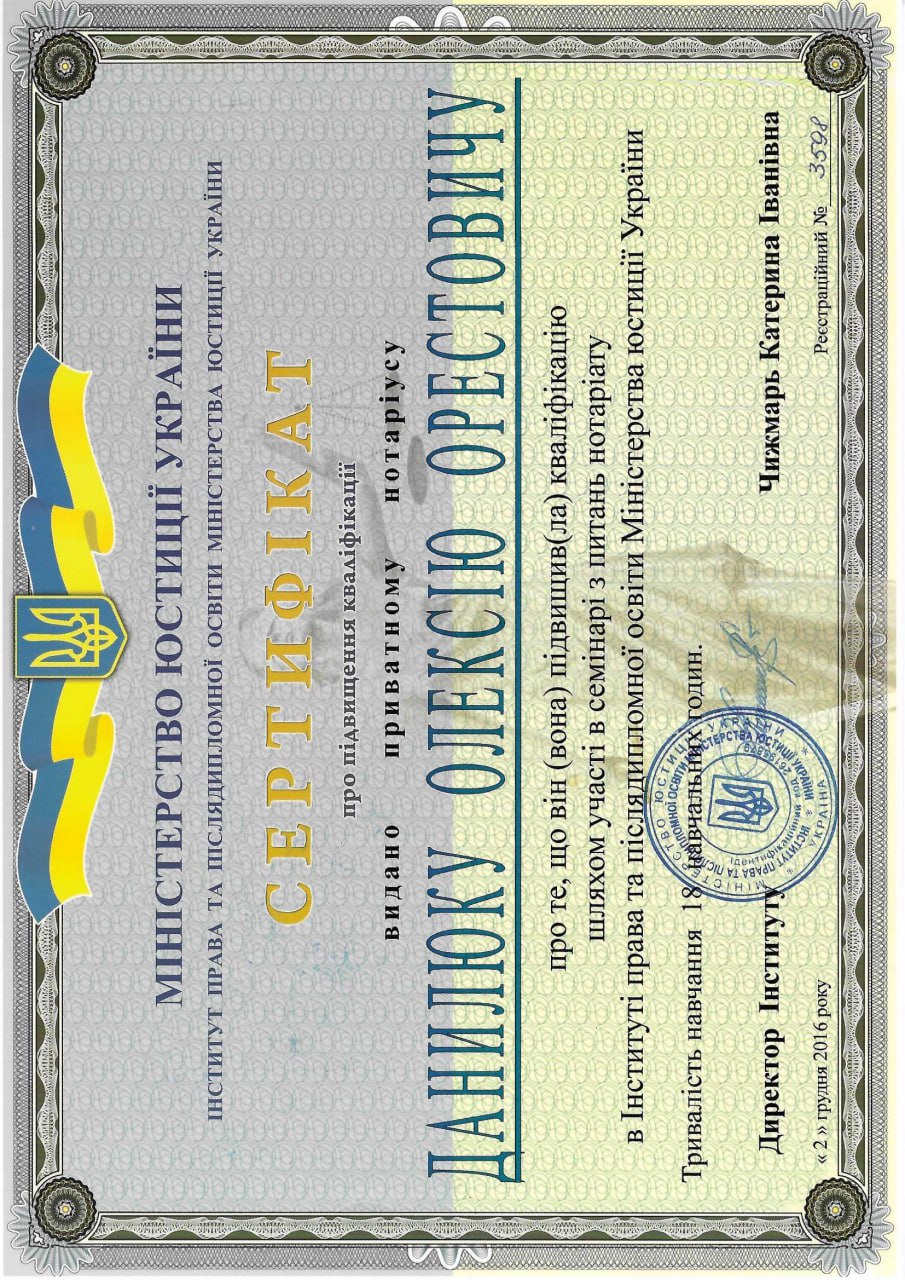 МІНІСТЕРСТВО ЮСТИЦІЇ УКРАЇНИ
ІНСТИТУТ ПРАВА ТА ПІСЛЯДИПЛОМНОЇ ОСВІТИ МІНІСТЕРСТВА ЮСТИЦІЇ УКРАЇНИ
СЕРТИФІКАТ
про підвищення кваліфікації
видано приватному нотаріусу
ДАНИЛЮКУ ОЛЕКСІЮ ОРЕСТОВИЧУ
про те, що він (вона) підвищив(ла) кваліфікацію
шляхом участі в семінарі з питань нотаріату
в Інституті права та післядипломної освіти Міністерства юстиції України
Тривалість навчання 18 навчальних годин.
Директор Інституту Чижмарь Катерина Іванівна
« 2 » грудня 2016 року Реєстраційний № 3598
МІНІСТЕРСТВО ЮСТИЦІЇ УКРАЇНИ * УКРАЇНА *
ІНСТИТУТ ПРАВА ТА ПІСЛЯДИПЛОМНОЇ ОСВІТИ МІНІСТЕРСТВА ЮСТИЦІЇ УКРАЇНИ *